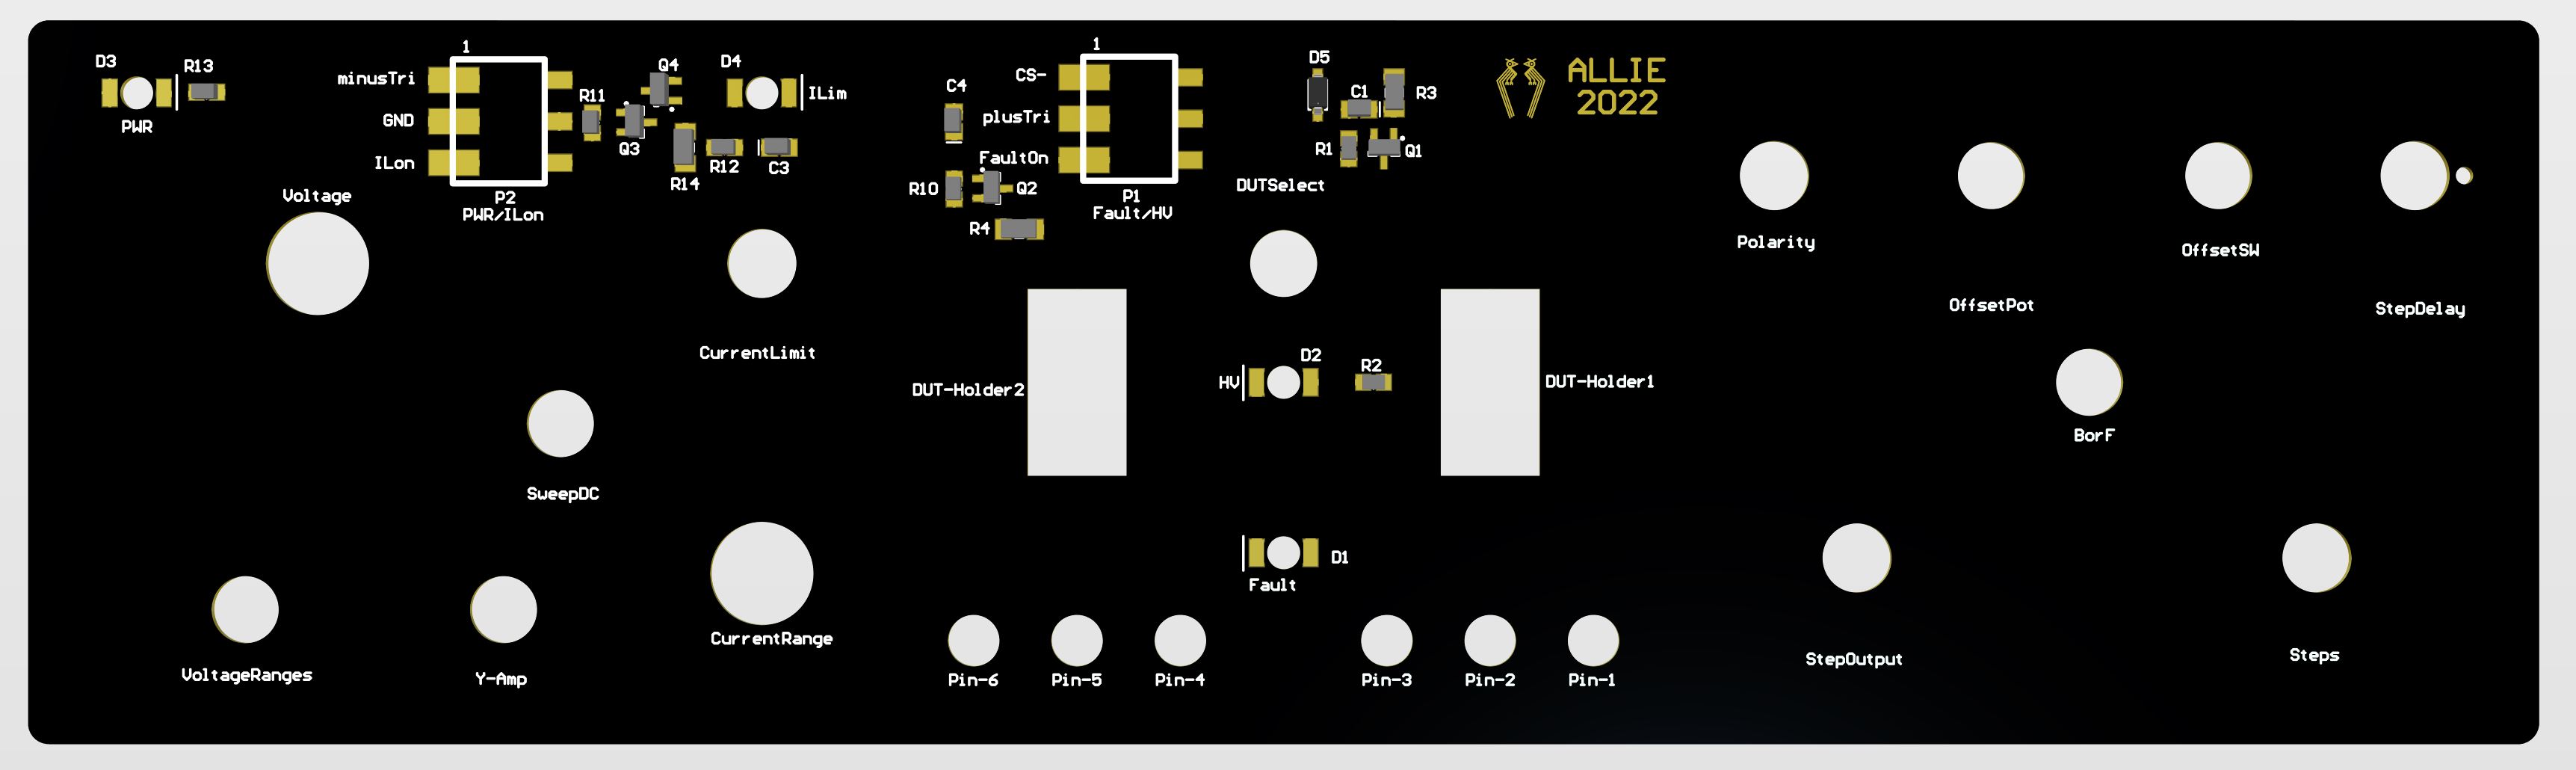 1
1
D3
R13
PWR
minusTri
GND
ILon
P2
PWR/ILon
R11
Q4
Q3
D4
ILim
R14
R12
C3
C4
CS-
plusTri
FaultOn
R10
Q2
R4
P1
Fault/HV
D5
C1
R3
R1
Q1
DUTSelect
ALLIE
2022
Voltage
Polarity
OffsetSW
OffsetPot
StepDelay
CurrentLimit
DUT-Holder2
HV
D2
R2
DUT-Holder1
BorF
SweepDC
D1
Fault
CurrentRange
VoltageRanges
Y-Amp
Pin-6
Pin-5
Pin-4
Pin-3
Pin-2
Pin-1
StepOutput
Steps